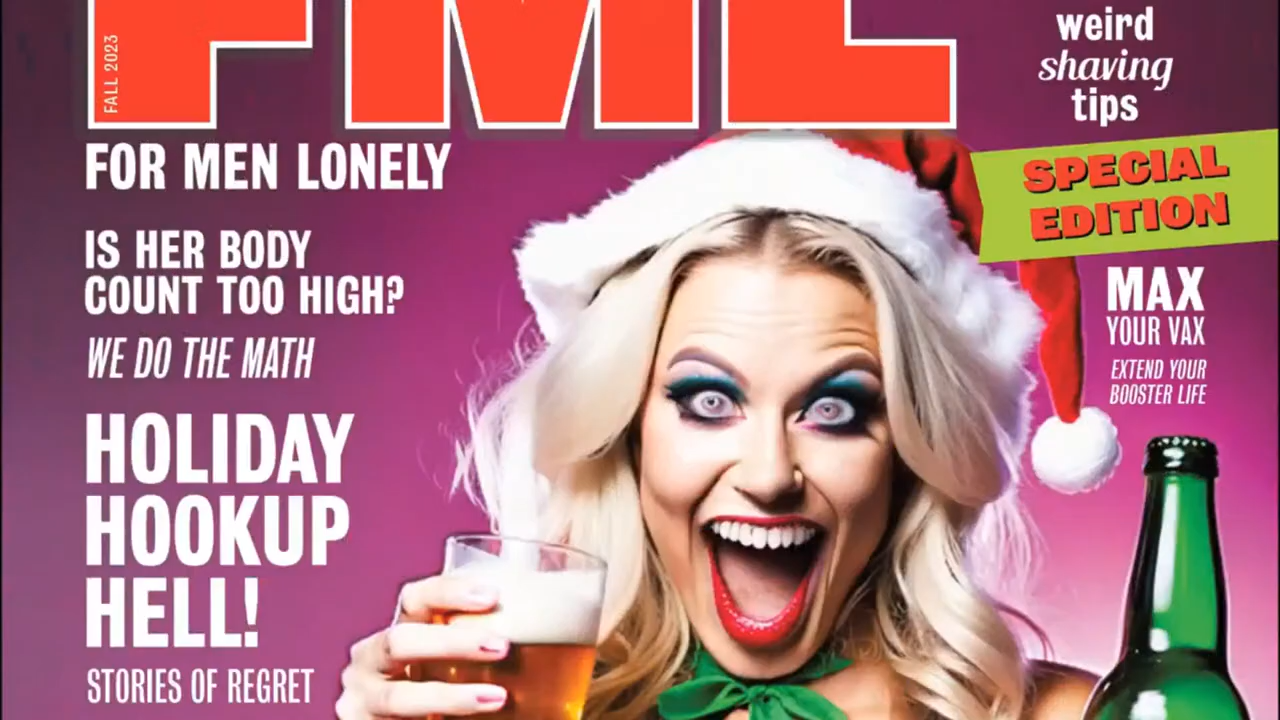 FML
FALL 2023
weird
shaving
tips
FOR MEN LONELY
SPECIAL
EDITION
IS HER BODY
COUNT TOO HIGH?
WE DO THE MATH
MAX
YOUR VAX
EXTEND YOUR
BOOSTER LIFE
HOLIDAY
HOOKUP
HELL!
STORIES OF REGRET